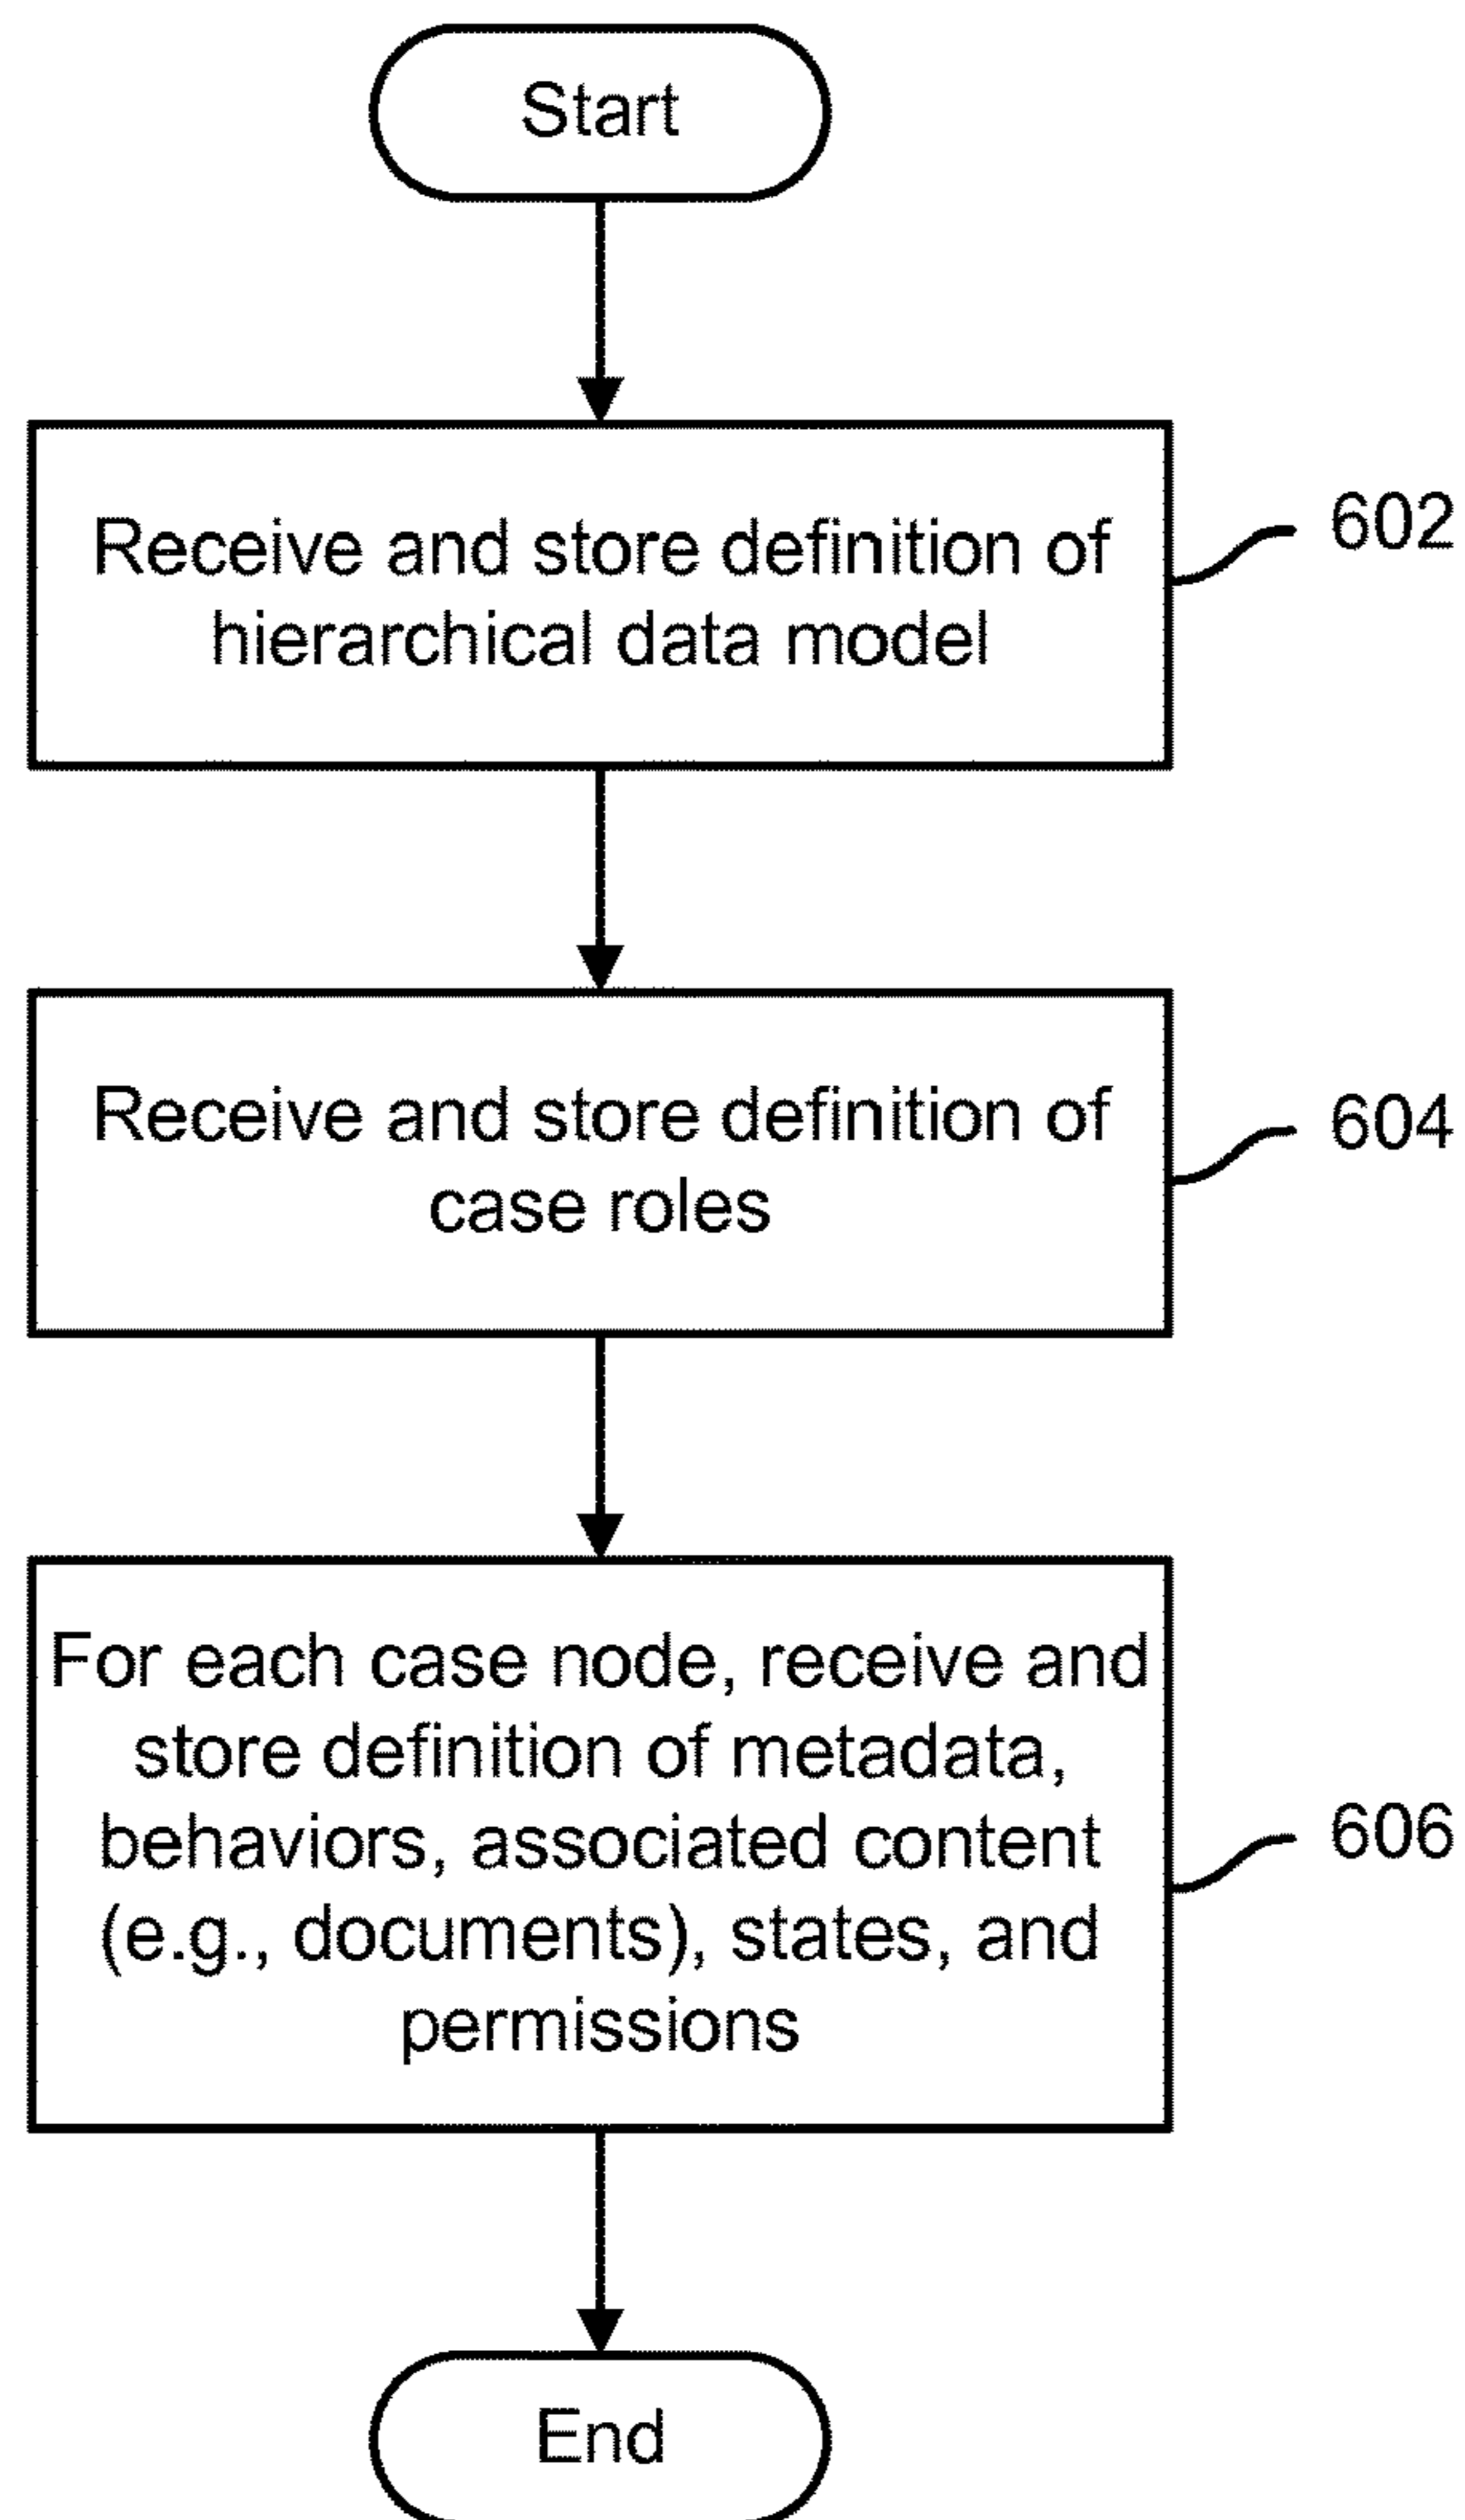 Start
Receive and store definition of
hierarchical data model
602
Receive and store definition of
case roles
604
For each case node, receive and
store definition of metadata,
behaviors, associated content
(e.g., documents), states, and
permissions
606
End